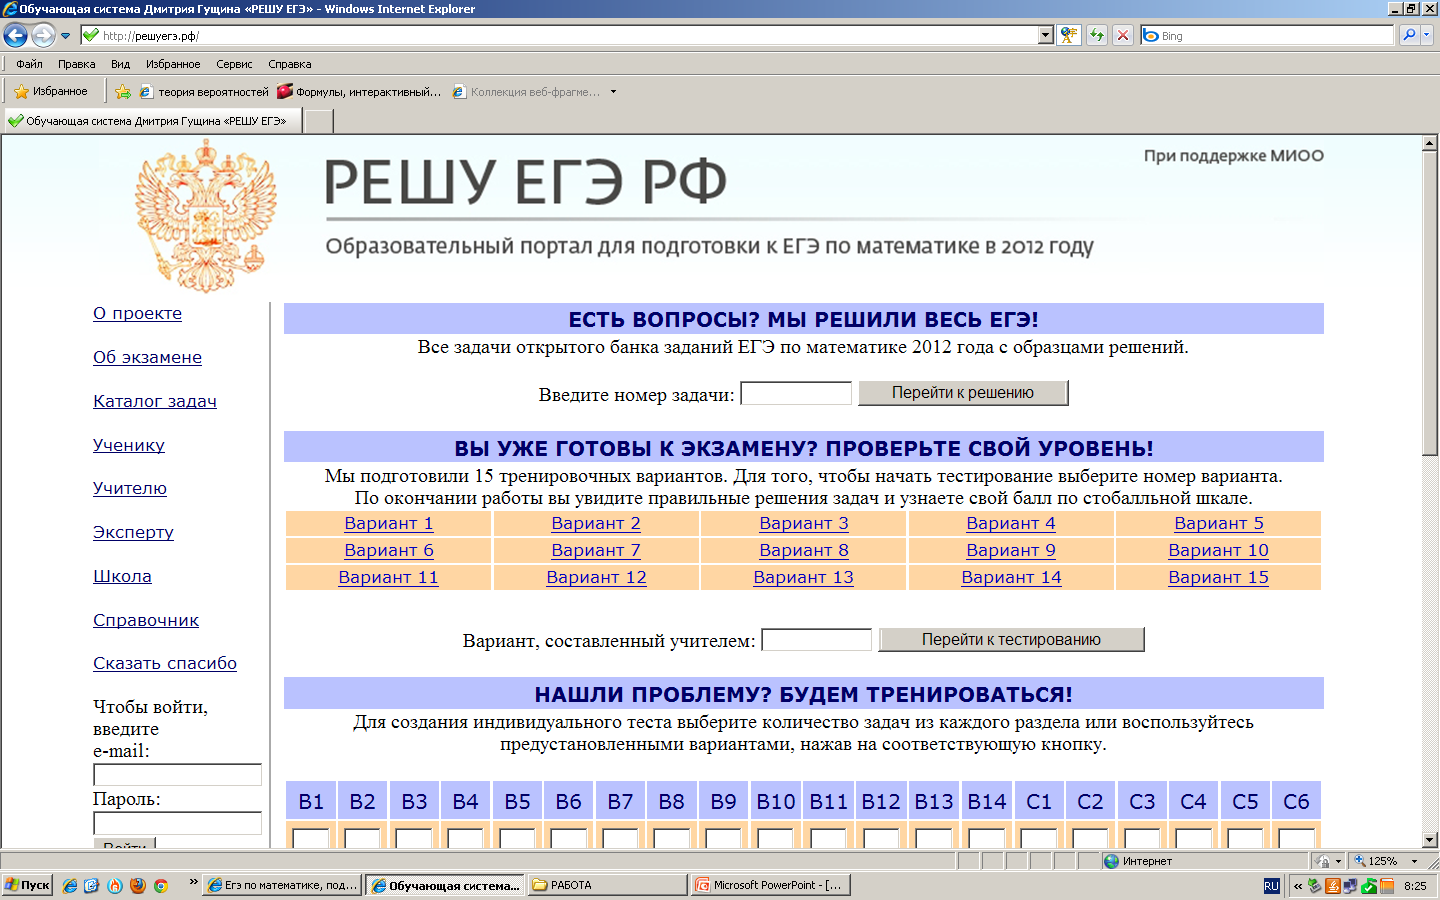 Обучающая система Дмитрия Гущина «РЕШУ ЕГЭ» - Windows Internet Explorer
http://решуегэ.рф/
Bing
Файл Правка Вид Избранное Сервис Справка
Избранное теория вероятностей Формулы, интерактивный... Коллекция веб-фрагме...
Обучающая система Дмитрия Гущина «РЕШУ ЕГЭ»
РЕШУ ЕГЭ РФ
При поддержке МИОО
Образовательный портал для подготовки к ЕГЭ по математике в 2012 году
О проекте
Об экзамене
Каталог задач
Ученику
Учителю
Эксперту
Школа
Справочник
Сказать спасибо
Чтобы войти,
введите
e-mail:
Пароль:
Войти
ЕСТЬ ВОПРОСЫ? МЫ РЕШИЛИ ВЕСЬ ЕГЭ!
Все задачи открытого банка заданий ЕГЭ по математике 2012 года с образцами решений.
Введите номер задачи: Перейти к решению
ВЫ УЖЕ ГОТОВЫ К ЭКЗАМЕНУ? ПРОВЕРЬТЕ СВОЙ УРОВЕНЬ!
Мы подготовили 15 тренировочных вариантов. Для того, чтобы начать тестирование выберите номер варианта.
По окончании работы вы увидите правильные решения задач и узнаете свой балл по стобалльной шкале.
Вариант 1 Вариант 2 Вариант 3 Вариант 4 Вариант 5
Вариант 6 Вариант 7 Вариант 8 Вариант 9 Вариант 10
Вариант 11 Вариант 12 Вариант 13 Вариант 14 Вариант 15
Вариант, составленный учителем: Перейти к тестированию
НАШЛИ ПРОБЛЕМУ? БУДЕМ ТРЕНИРОВАТЬСЯ!
Для создания индивидуального теста выберите количество задач из каждого раздела или воспользуйтесь
предустановленными вариантами, нажав на соответствующую кнопку.
B1 B2 B3 B4 B5 B6 B7 B8 B9 B10 B11 B12 B13 B14 C1 C2 C3 C4 C5 C6
Интернет 125%
Пуск » Егэ по математике, под... Обучающая система... РАБОТА Microsoft PowerPoint - [... RU « 8:25